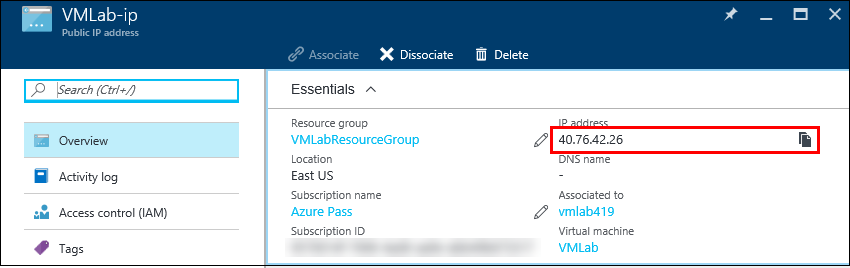 VMLab-ip
Public IP address
Associate Dissociate Delete
Search (Ctrl+/)
Overview
Activity log
Access control (IAM)
Tags
Essentials
Resource group
VMLabResourceGroup
Location
East US
Subscription name
Azure Pass
Subscription ID
IP address
40.76.42.26
DNS name
-
Associated to
vmlab419
Virtual machine
VMLab